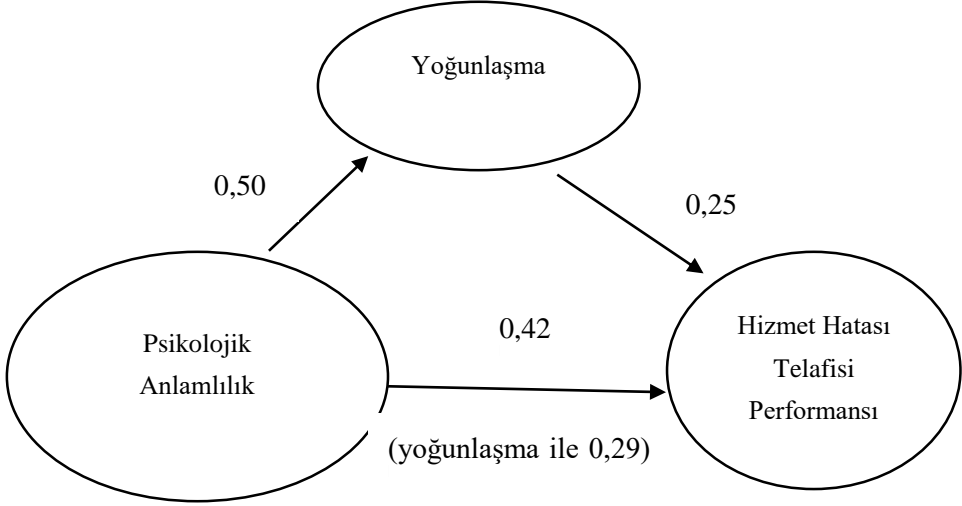 Yoğunlaşma
0,50
0,25
Psikolojik
Anlamlılık
0,42
(yoğunlaşma ile 0,29)
Hizmet Hatası
Telafisi
Performansı